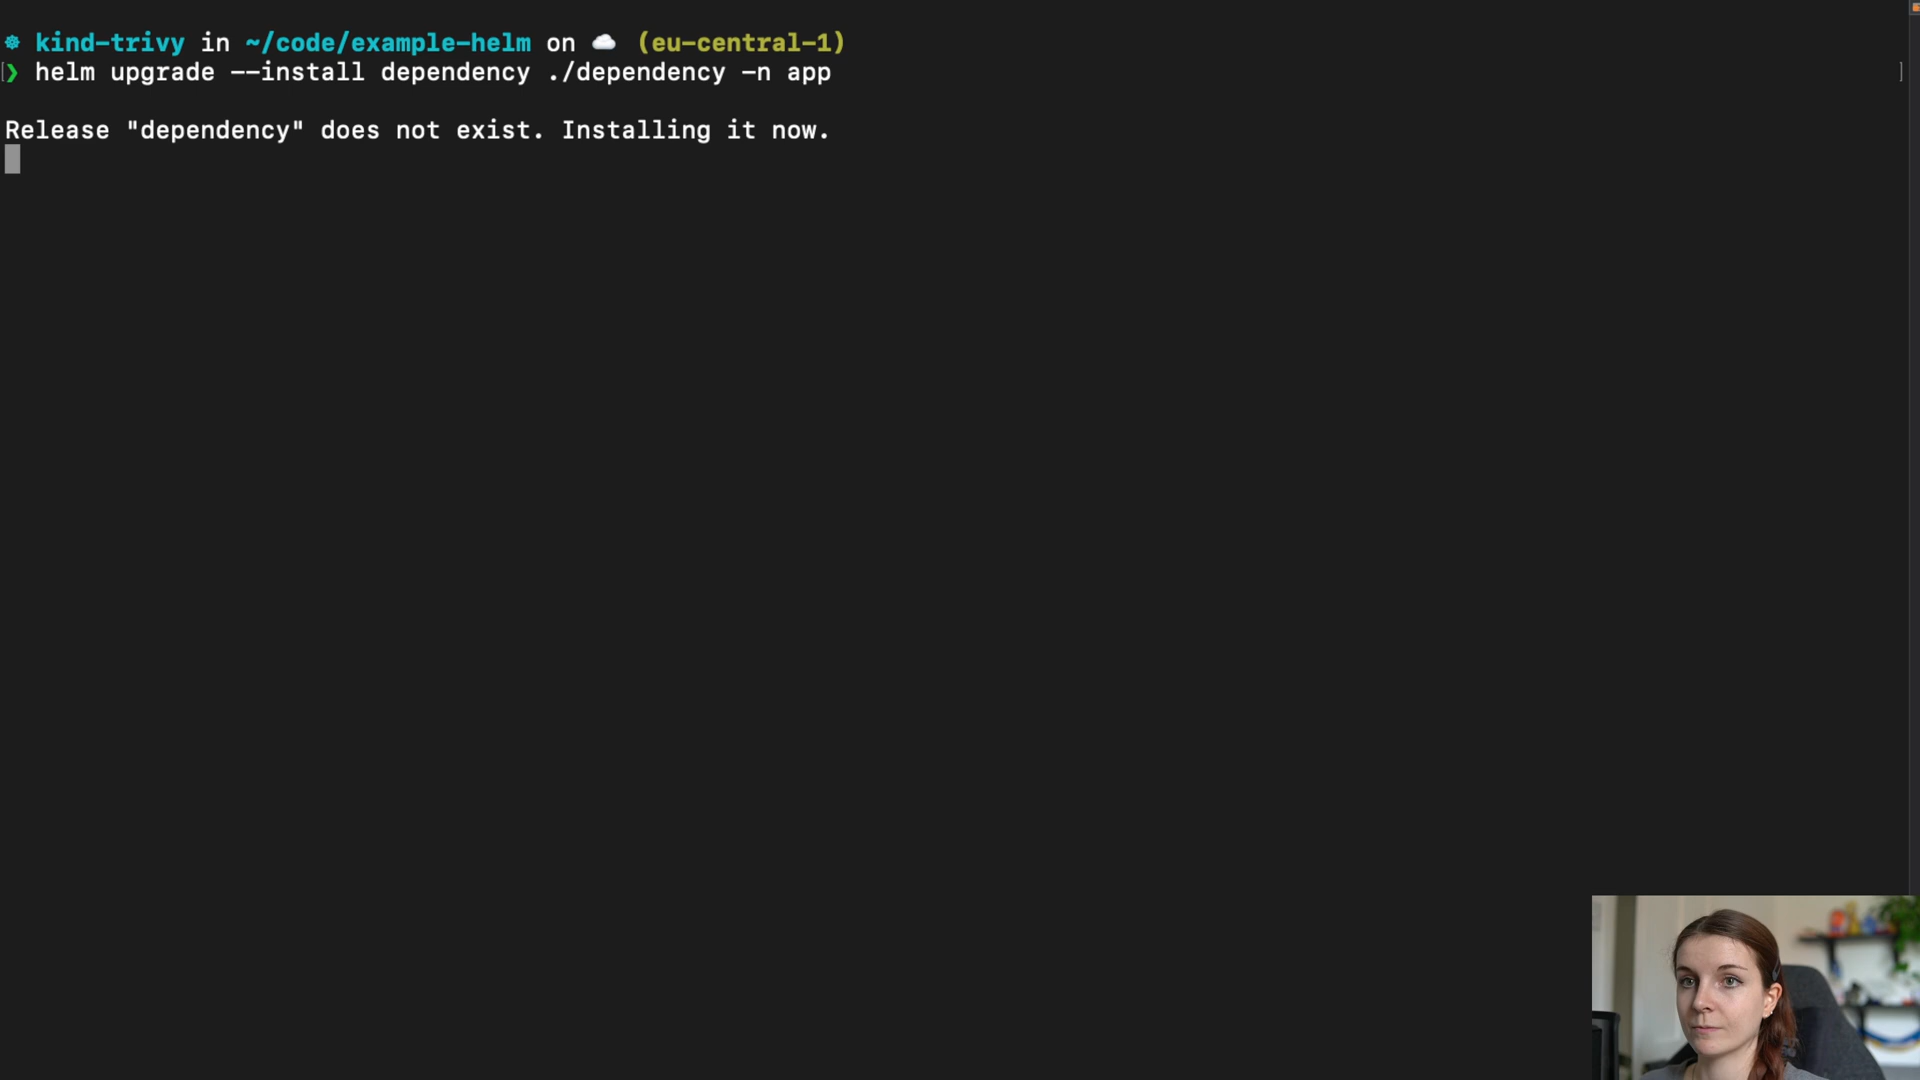 ☸ kind-trivy in ~/code/example-helm on ☁️ (eu-central-1)
[❯ helm upgrade --install dependency ./dependency -n app ]
Release "dependency" does not exist. Installing it now.